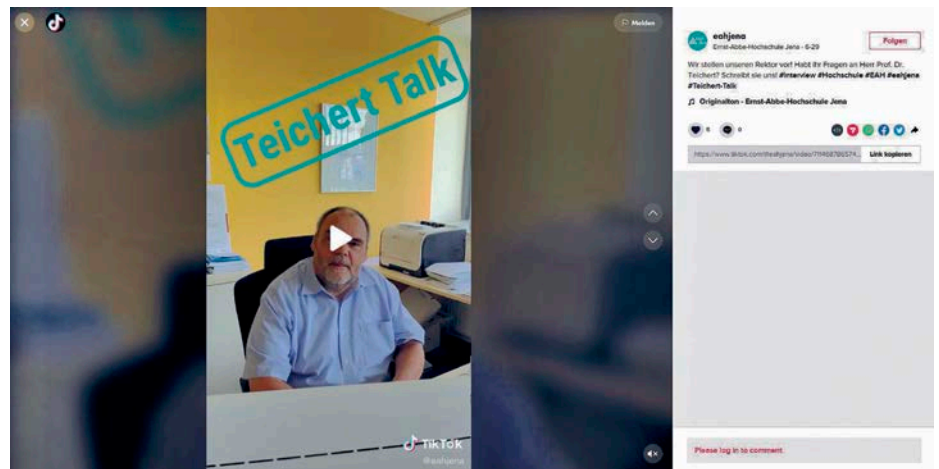 Melden
Teichert Talk
TikTok
@eahjena
eahjena
Ernst-Abbe-Hochschule Jena · 6-29
Folgen
Wir stellen unseren Rektor vor! Habt ihr Fragen an Herr Prof. Dr.
Teichert? Schreibt sie uns! #Interview #Hochschule #EAH #eahjena
#Teichert-Talk
Originalton - Ernst-Abbe-Hochschule Jena
6
0
Link kopieren
Please log in to comment